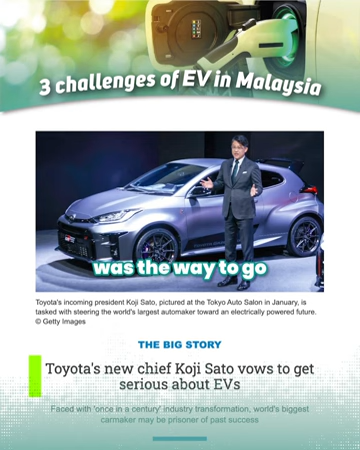 3 challenges of EV in Malaysia
was the way to go
Toyota's incoming president Koji Sato, pictured at the Tokyo Auto Salon in January, is
tasked with steering the world's largest automaker toward an electrically powered future.
© Getty Images
THE BIG STORY
Toyota's new chief Koji Sato vows to get
serious about EVs
Faced with 'once in a century' industry transformation, world's biggest
carmaker may be prisoner of past success